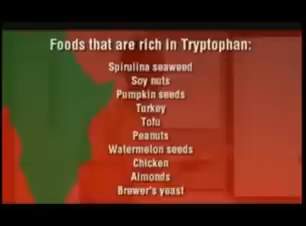 Foods that are rich in Tryptophan:
Spirulina seaweed
Soy nuts
Pumpkin seeds
Turkey
Tofu
Peanuts
Watermelon seeds
Chicken
Almonds
Brewer's yeast